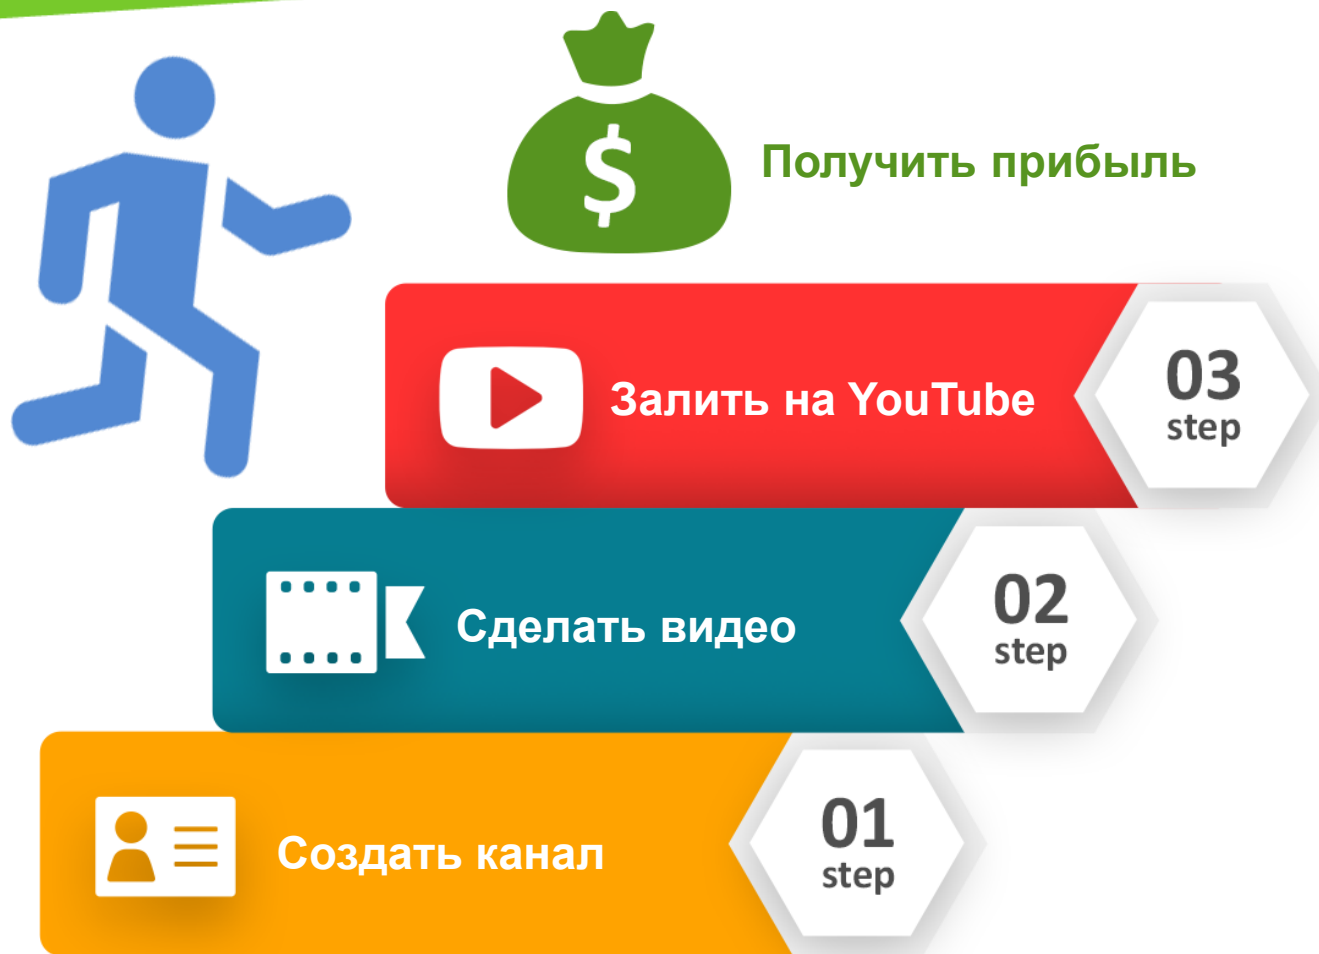 $
Получить прибыль
Залить на YouTube
03
step
Сделать видео
02
step
Создать канал
01
step